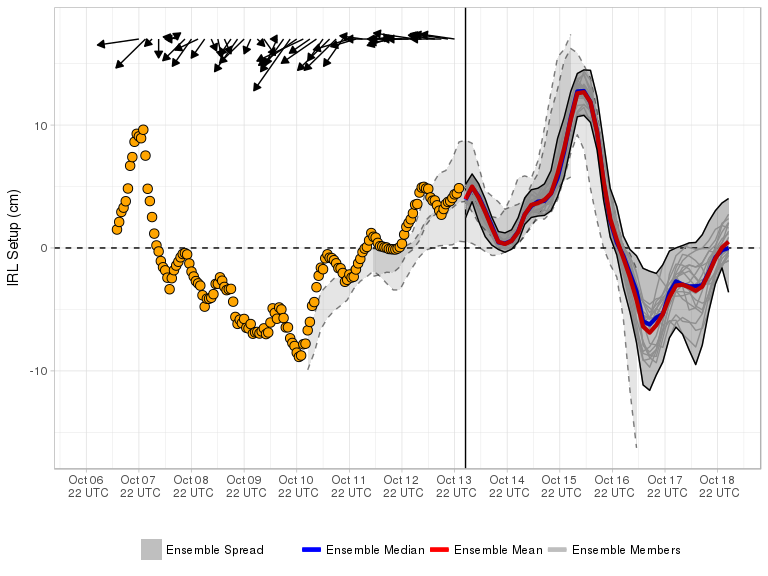 IRL Setup (cm)
10
0
-10
Oct 06 Oct 07 Oct 08 Oct 09 Oct 10 Oct 11 Oct 12 Oct 13 Oct 14 Oct 15 Oct 16 Oct 17 Oct 18
22 UTC 22 UTC 22 UTC 22 UTC 22 UTC 22 UTC 22 UTC 22 UTC 22 UTC 22 UTC 22 UTC 22 UTC 22 UTC
Ensemble Spread Ensemble Median Ensemble Mean Ensemble Members